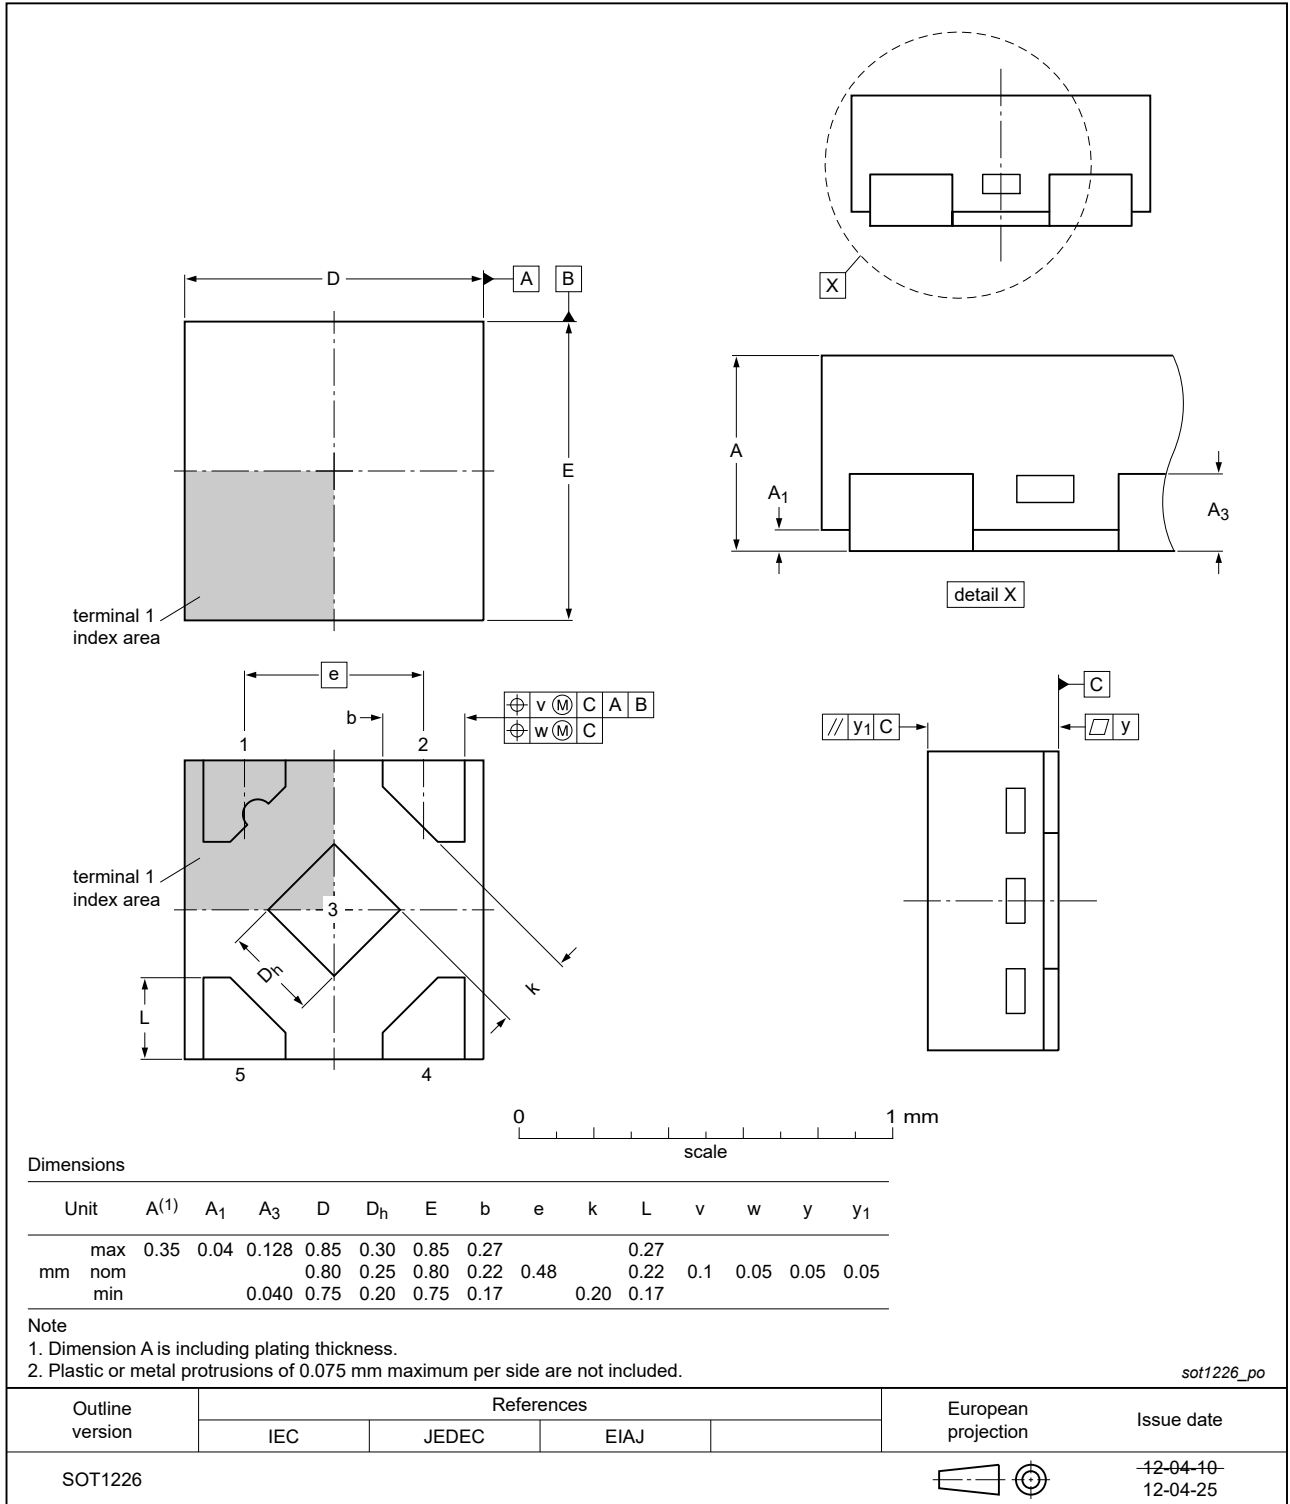 X
D
A
B
E
terminal 1
index area
A
A1
A3
detail X
e
b
v M C A B
w M C
1
2
terminal 1
index area
3
Dh
k
L
5
4
C
// y1 C
y
0
1 mm
scale
Dimensions
Unit A(1) A1 A3 D Dh E b e k L v w y y1
max 0.35 0.04 0.128 0.85 0.30 0.85 0.27 0.27
mm nom 0.80 0.25 0.80 0.22 0.48 0.22 0.1 0.05 0.05 0.05
min 0.040 0.75 0.20 0.75 0.17 0.20 0.17
Note
1. Dimension A is including plating thickness.
2. Plastic or metal protrusions of 0.075 mm maximum per side are not included.
sot1226_po
Outline
version
References
IEC JEDEC EIAJ
European
projection
Issue date
SOT1226
12-04-10
12-04-25